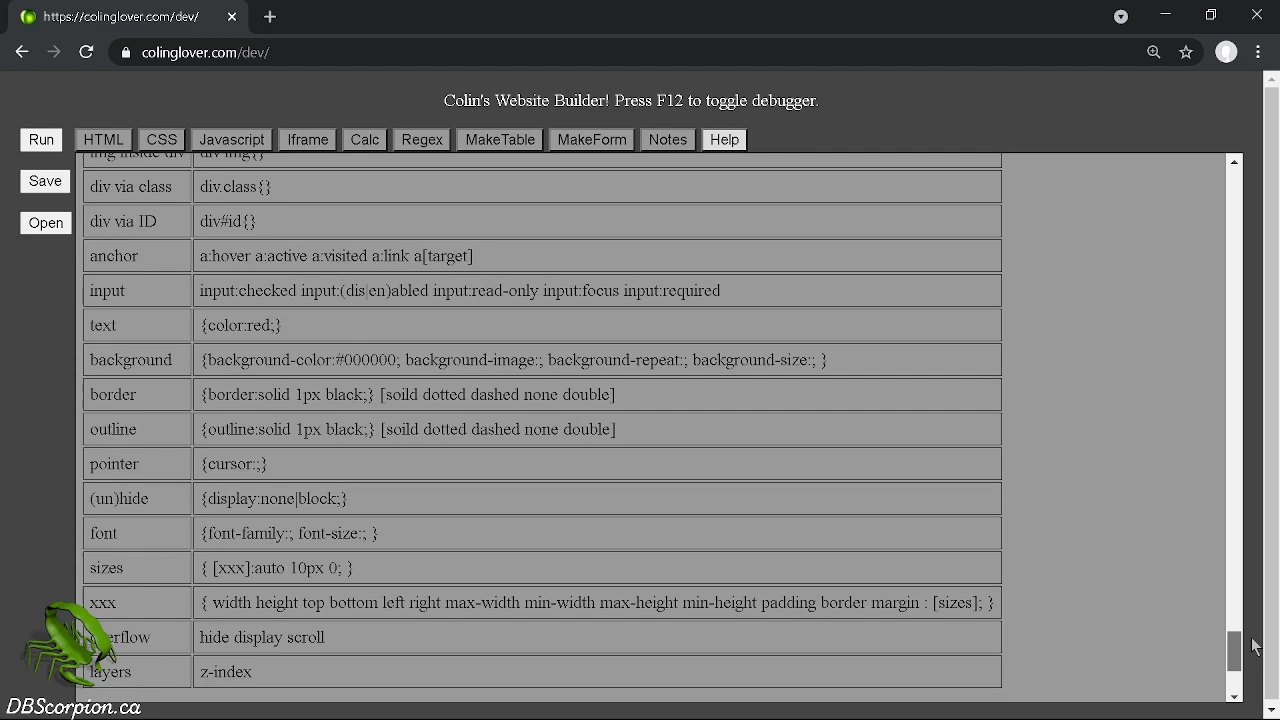 https://colinglover.com/dev/
colinglover.com/dev/
Colin's Website Builder! Press F12 to toggle debugger.
Run HTML CSS Javascript Iframe Calc Regex MakeTable MakeForm Notes Help
Save
Open
img inside div div img{}
div via class div.class{}
div via ID div#id{}
anchor a:hover a:active a:visited a:link a[target]
input input:checked input:(dis|en)abled input:read-only input:focus input:required
text {color:red;}
background {background-color:#000000; background-image:; background-repeat:; background-size:; }
border {border:solid 1px black;} [soild dotted dashed none double]
outline {outline:solid 1px black;} [soild dotted dashed none double]
pointer {cursor:;}
(un)hide {display:none|block;}
font {font-family:; font-size:; }
sizes { [xxx]:auto 10px 0; }
xxx { width height top bottom left right max-width min-width max-height min-height padding border margin : [sizes]; }
hide display scroll
layers z-index
DBScorpion.ca